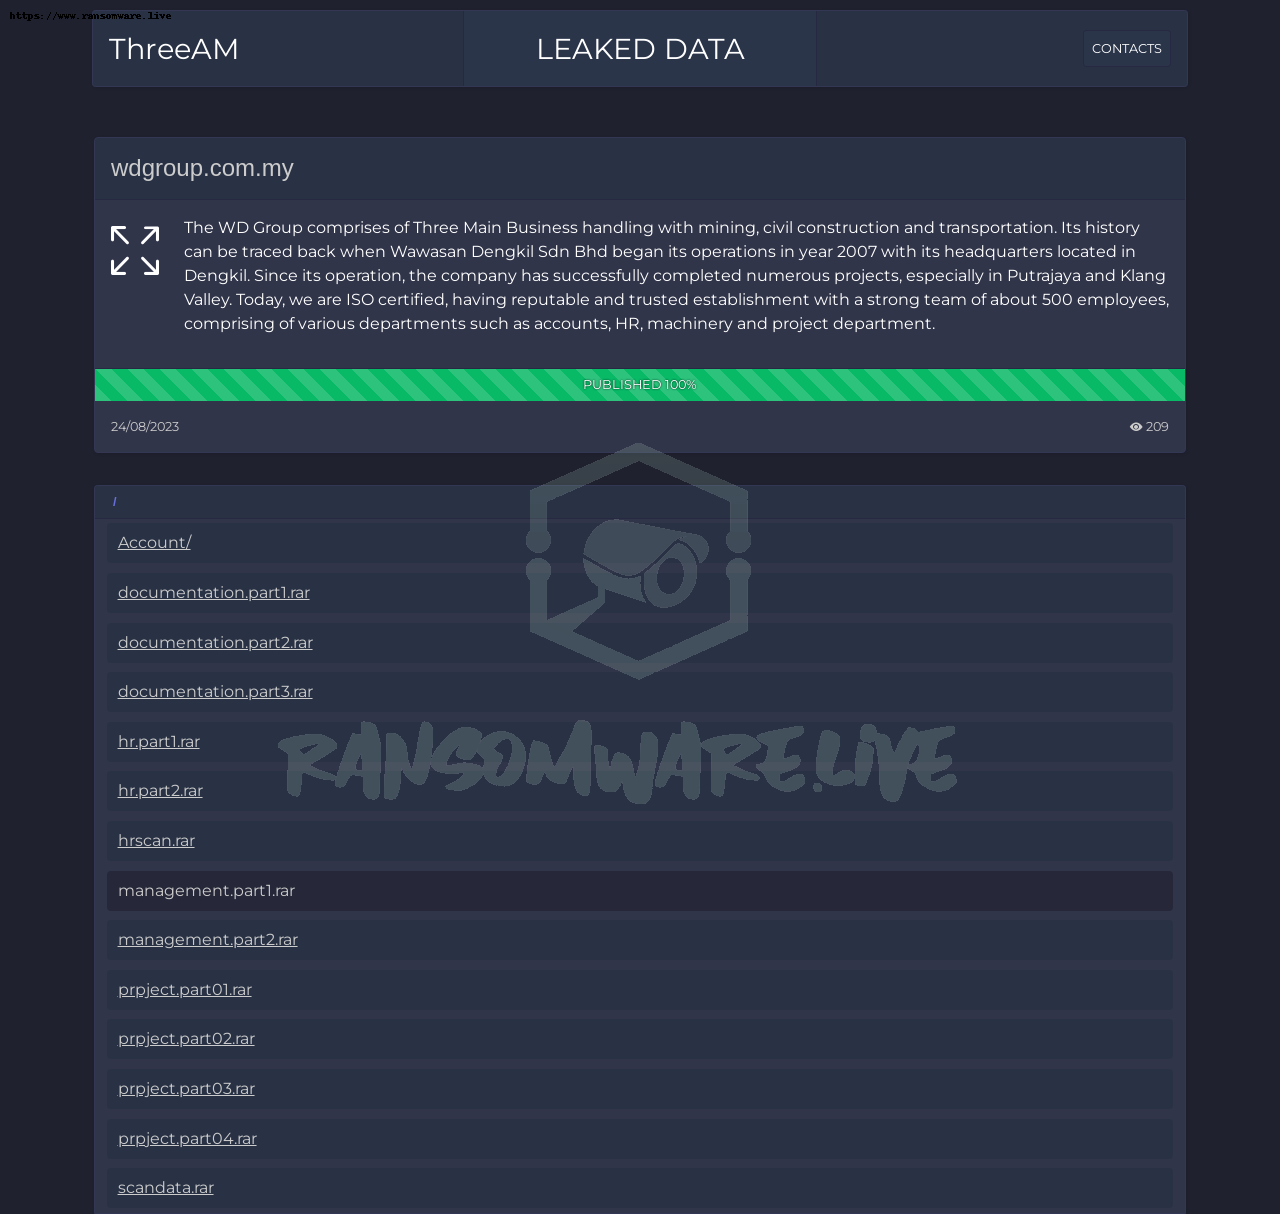 https://www.ransomware.live
ThreeAM
LEAKED DATA
CONTACTS
wdgroup.com.my
The WD Group comprises of Three Main Business handling with mining, civil construction and transportation. Its history
can be traced back when Wawasan Dengkil Sdn Bhd began its operations in year 2007 with its headquarters located in
Dengkil. Since its operation, the company has successfully completed numerous projects, especially in Putrajaya and Klang
Valley. Today, we are ISO certified, having reputable and trusted establishment with a strong team of about 500 employees,
comprising of various departments such as accounts, HR, machinery and project department.
PUBLISHED 100%
24/08/2023
209
/
Account/
documentation.part1.rar
documentation.part2.rar
documentation.part3.rar
hr.part1.rar
RANSOMWARE.LIVE
hr.part2.rar
hrscan.rar
management.part1.rar
management.part2.rar
prpject.part01.rar
prpject.part02.rar
prpject.part03.rar
prpject.part04.rar
scandata.rar